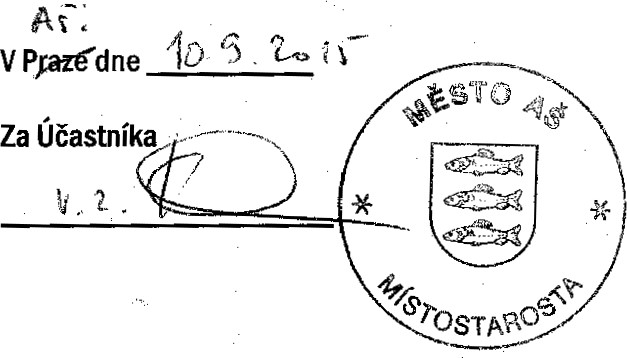 Aš.
V Praze dne 10.9.2015
Za Účastníka
v. z.
MĚSTO AŠ
MÍSTOSTAROSTA